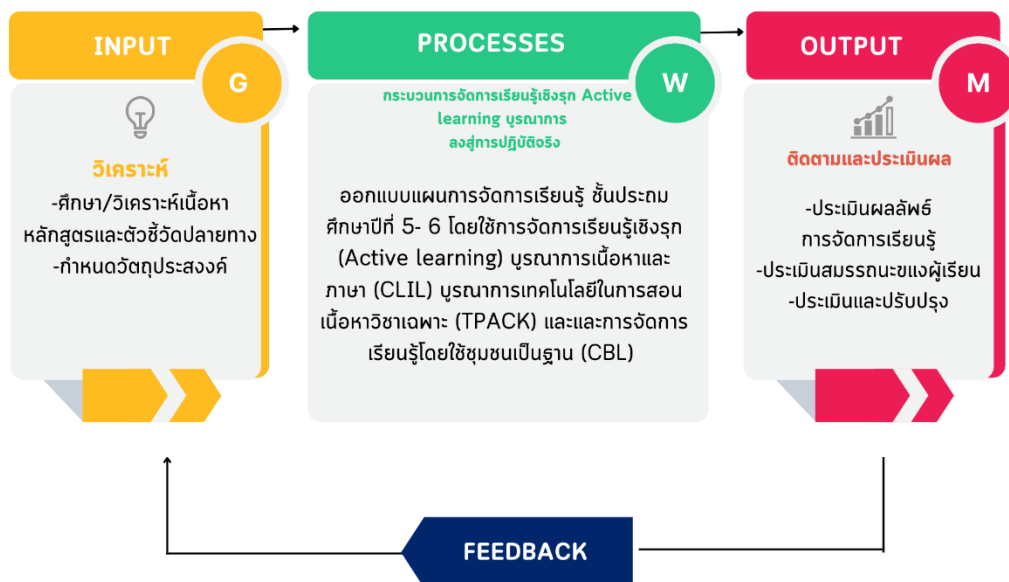 INPUT
G
วิเคราะห์
-ศึกษา/วิเคราะห์เนื้อหา
หลักสูตรและตัวชี้วัดปลายทาง
-กำหนดวัตถุประสงงค์
PROCESSES
W
กระบวนการจัดการเรียนรู้เชิงรุก Active
learning บูรณาการ
ลงสู่การปฏิบัติจริง
ออกแบบแผนการจัดการเรียนรู้ ชั้นประถม
ศึกษาปีที่ 5- 6 โดยใช้การจัดการเรียนรู้เชิงรุก
(Active learning) บูรณาการเนื้อหาและ
ภาษา (CLIL) บูรณาการเทคโนโลยีในการสอน
เนื้อหาวิชาเฉพาะ (TPACK) และและการจัดการ
เรียนรู้โดยใช้ชุมชนเป็นฐาน (CBL)
OUTPUT
M
ติดตามและประเมินผล
-ประเมินผลลัพธ์
การจัดการเรียนรู้
-ประเมินสมรรถนะขแงผู้เรียน
-ประเมินและปรับปรุง
FEEDBACK